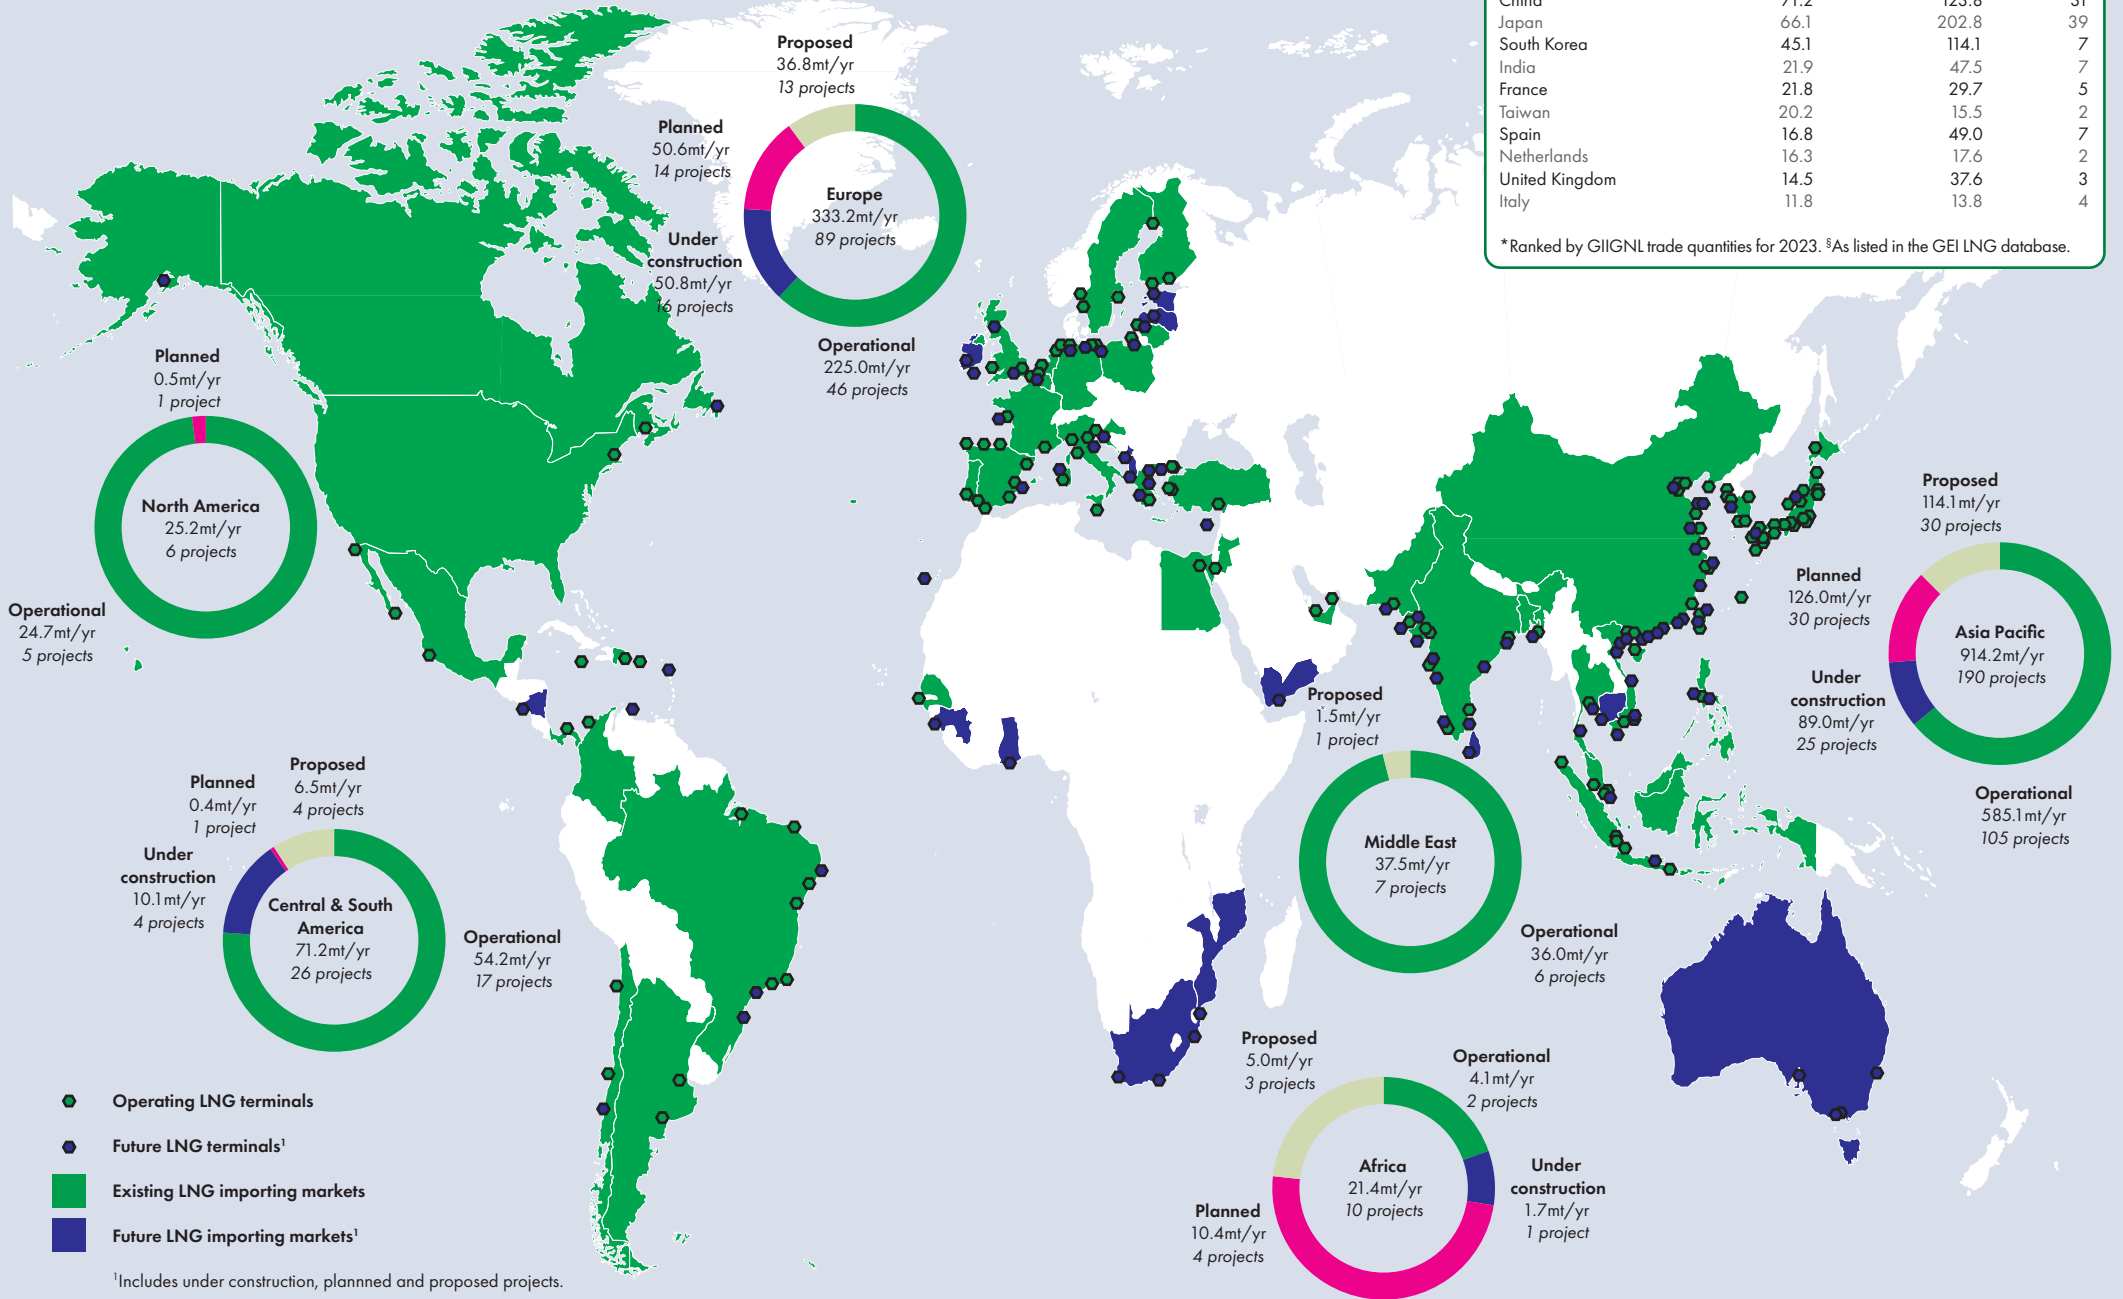 China 71.2 123.8 31
Japan 66.1 202.8 39
South Korea 45.1 114.1 7
India 21.9 47.5 7
France 21.8 29.7 5
Taiwan 20.2 15.5 2
Spain 16.8 49.0 7
Netherlands 16.3 17.6 2
United Kingdom 14.5 37.6 3
Italy 11.8 13.8 4
*Ranked by GIIGNL trade quantities for 2023. §As listed in the GEI LNG database.
Proposed
36.8mt/yr
13 projects
Planned
50.6mt/yr
14 projects
Europe
333.2mt/yr
89 projects
Under
construction
50.8mt/yr
16 projects
Operational
225.0mt/yr
46 projects
Planned
0.5mt/yr
1 project
North America
25.2mt/yr
6 projects
Operational
24.7mt/yr
5 projects
Proposed
114.1mt/yr
30 projects
Planned
126.0mt/yr
30 projects
Asia Pacific
914.2mt/yr
190 projects
Under
construction
89.0mt/yr
25 projects
Operational
585.1mt/yr
105 projects
Proposed
6.5mt/yr
4 projects
Planned
0.4mt/yr
1 project
Under
construction
10.1mt/yr
4 projects
Central & South
America
71.2mt/yr
26 projects
Operational
54.2mt/yr
17 projects
Proposed
1.5mt/yr
1 project
Middle East
37.5mt/yr
7 projects
Operational
36.0mt/yr
6 projects
Proposed
5.0mt/yr
3 projects
Operational
4.1mt/yr
2 projects
Africa
21.4mt/yr
10 projects
Under
construction
1.7mt/yr
1 project
Planned
10.4mt/yr
4 projects
Operating LNG terminals
Future LNG terminals¹
Existing LNG importing markets
Future LNG importing markets¹
¹Includes under construction, plannned and proposed projects.